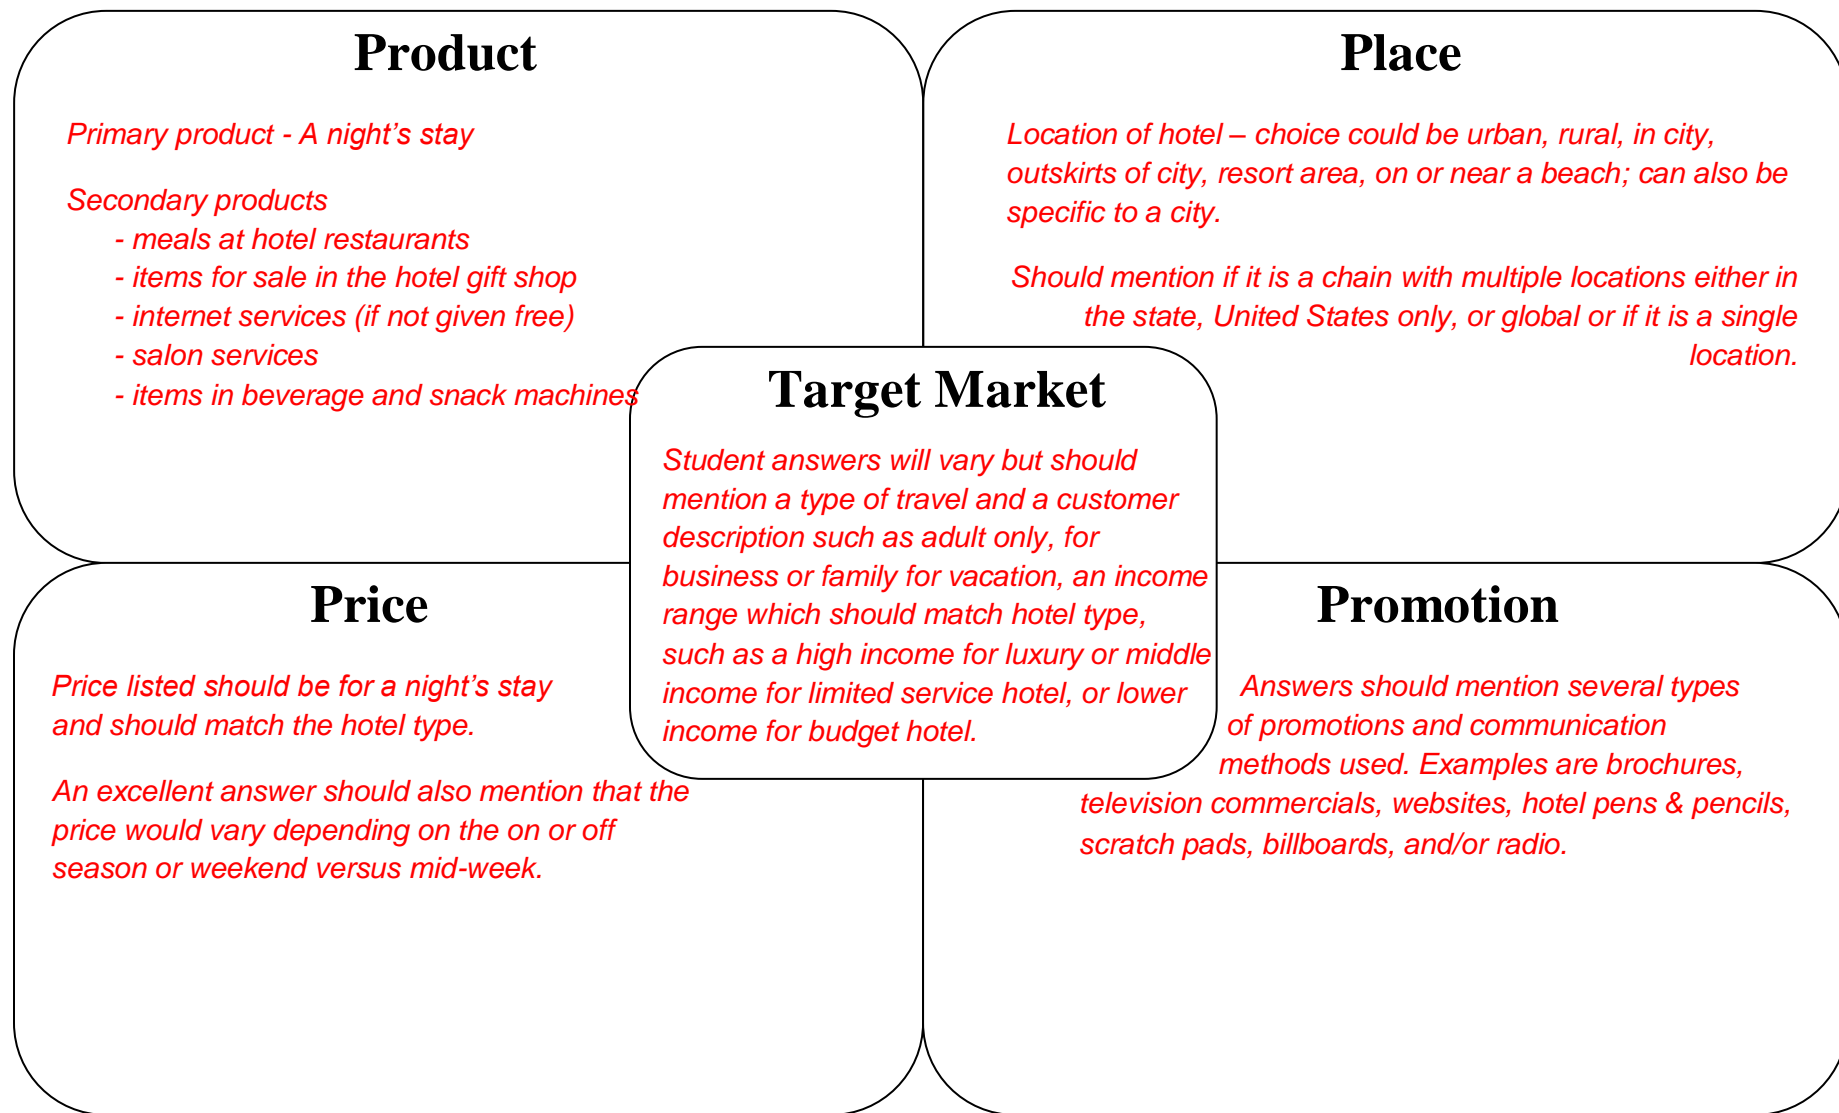 Product
Primary product - A night’s stay
Secondary products
- meals at hotel restaurants
- items for sale in the hotel gift shop
- internet services (if not given free)
- salon services
- items in beverage and snack machines
Place
Location of hotel – choice could be urban, rural, in city,
outskirts of city, resort area, on or near a beach; can also be
specific to a city.
Should mention if it is a chain with multiple locations either in
the state, United States only, or global or if it is a single
location.
Target Market
Student answers will vary but should
mention a type of travel and a customer
description such as adult only, for
business or family for vacation, an income
range which should match hotel type,
such as a high income for luxury or middle
income for limited service hotel, or lower
income for budget hotel.
Price
Price listed should be for a night’s stay
and should match the hotel type.
An excellent answer should also mention that the
price would vary depending on the on or off
season or weekend versus mid-week.
Promotion
Answers should mention several types
of promotions and communication
methods used. Examples are brochures,
television commercials, websites, hotel pens & pencils,
scratch pads, billboards, and/or radio.